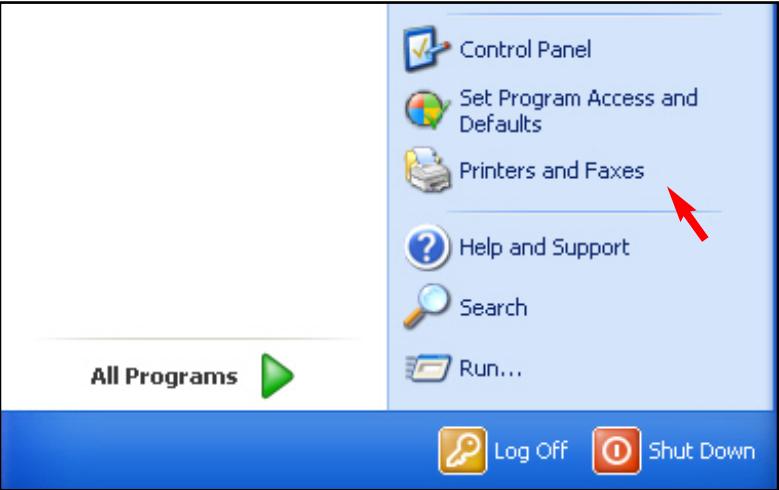 Control Panel
Set Program Access and
Defaults
Printers and Faxes
Help and Support
Search
Run...
All Programs
Log Off
Shut Down